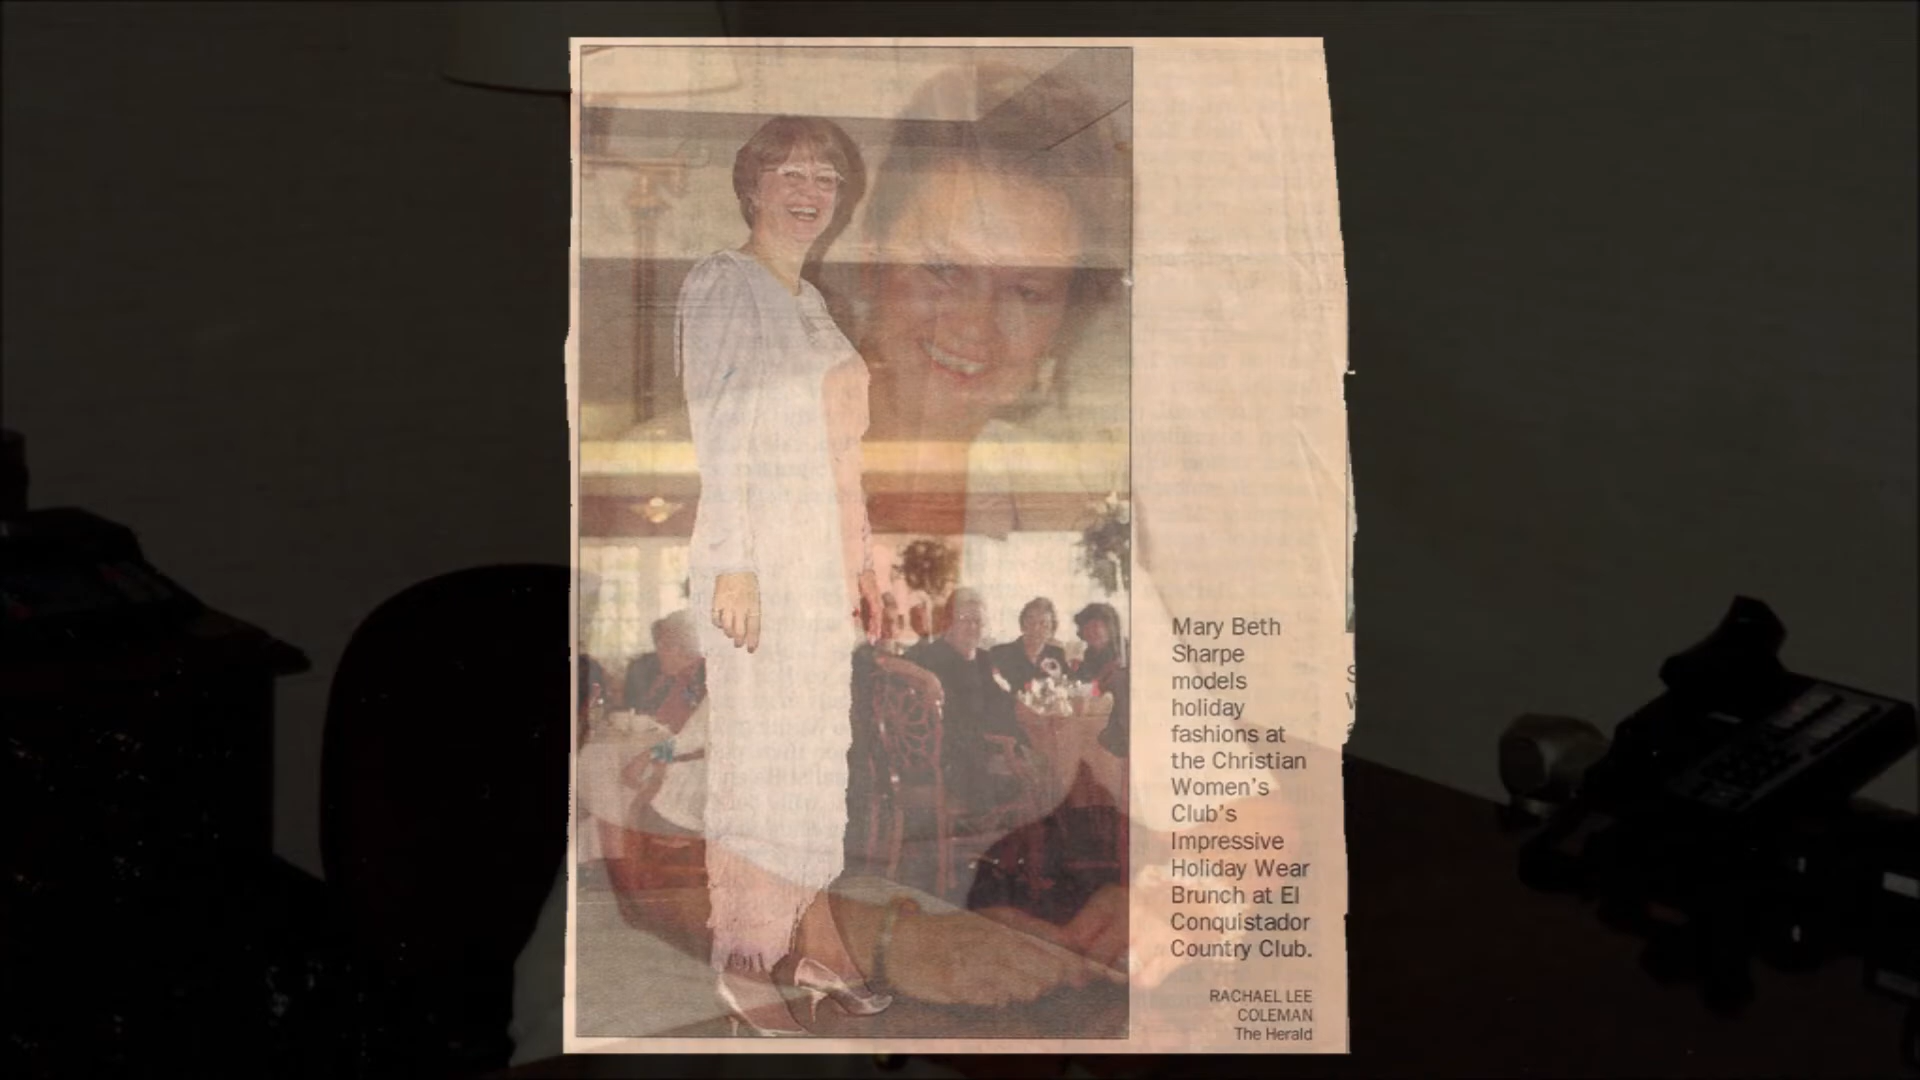 Mary Beth
Sharpe
models
holiday
fashions at
the Christian
Women's
Club's
Impressive
Holiday Wear
Brunch at El
Conquistador
Country Club.
RACHAEL LEE
COLEMAN
The Herald